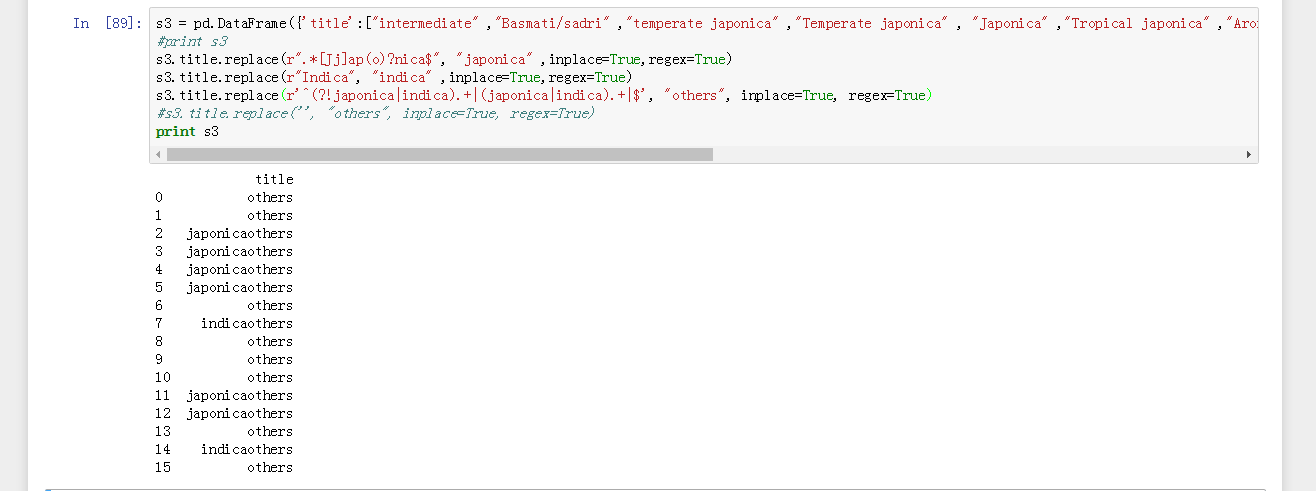 In [89]: s3 = pd.DataFrame({'title':["intermediate" ,"Basmati/sadri" ,"temperate japonica" ,"Temperate japonica" , "Japonica" ,"Tropical japonica" ,"Aro
#print s3
s3.title.replace(r".*[Jj]ap(o)?nica$", "japonica" ,inplace=True,regex=True)
s3.title.replace(r"Indica", "indica" ,inplace=True,regex=True)
s3.title.replace(r'^(?!japonica|indica).+|(japonica|indica).+|$', "others", inplace=True, regex=True)
#s3.title.replace('', "others", inplace=True, regex=True)
print s3
title
0 others
1 others
2 japonicaothers
3 japonicaothers
4 japonicaothers
5 japonicaothers
6 others
7 indicaothers
8 others
9 others
10 others
11 japonicaothers
12 japonicaothers
13 others
14 indicaothers
15 others